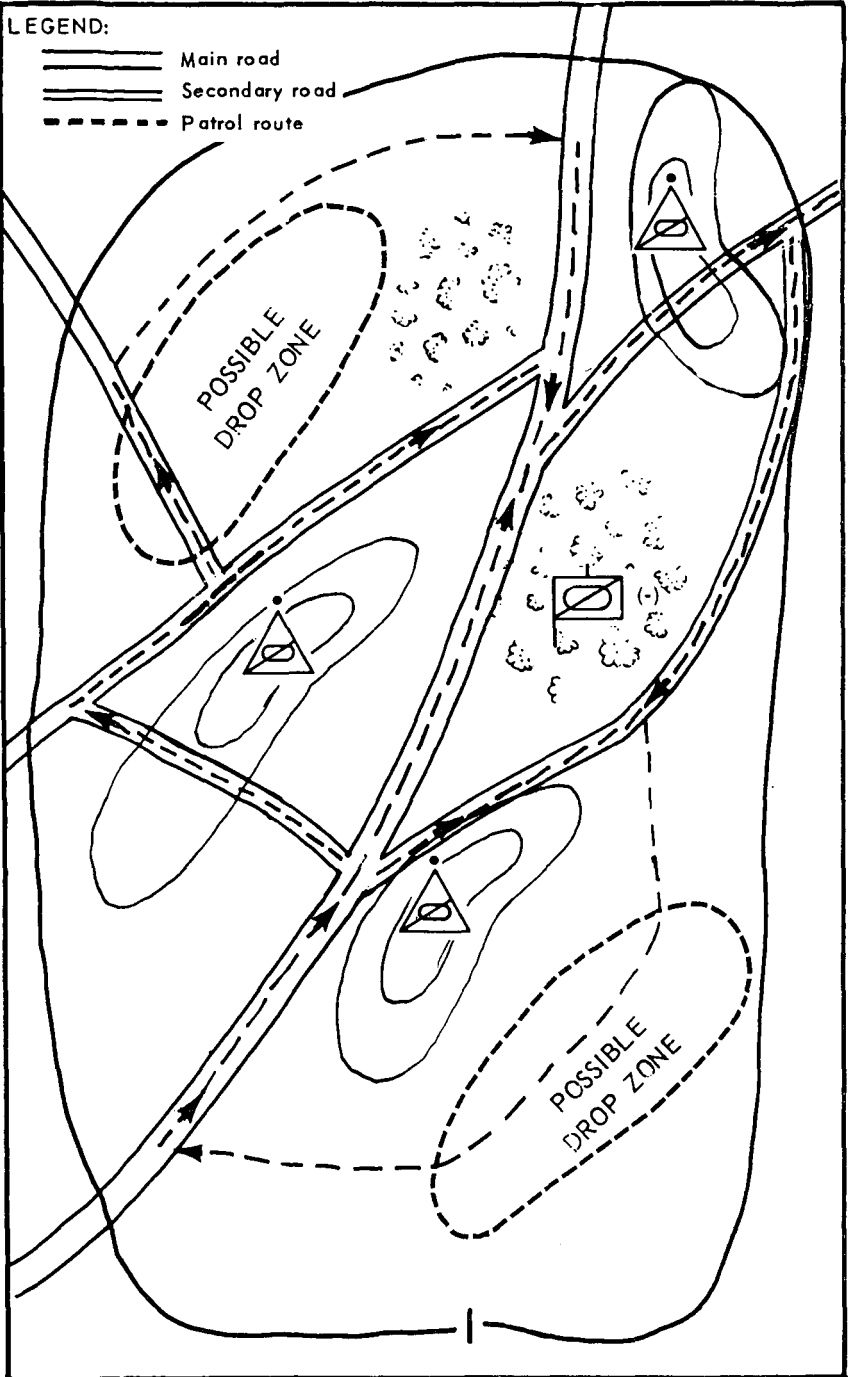 LEGEND:
Main road
Secondary road
Patrol route
POSSIBLE
DROP ZONE
(-)
POSSIBLE
DROP ZONE